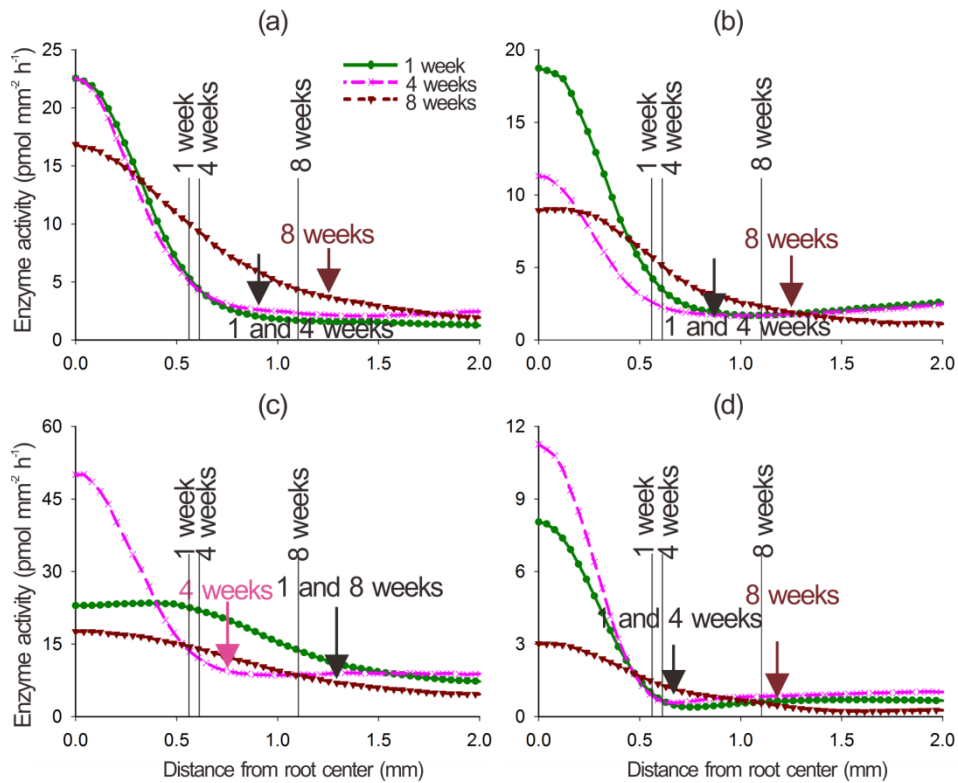 (a)
(b)
Enzyme activity (pmol mm⁻² h⁻¹)
25
20
15
10
5
0
1 week
4 weeks
8 weeks
1 week
4 weeks
8 weeks
8 weeks
1 and 4 weeks
0.0 0.5 1.0 1.5 2.0
20
15
10
5
0
1 week
4 weeks
8 weeks
8 weeks
1 and 4 weeks
0.0 0.5 1.0 1.5 2.0
(c)
(d)
Enzyme activity (pmol mm⁻² h⁻¹)
60
45
30
15
0
1 week
4 weeks
8 weeks
4 weeks
1 and 8 weeks
0.0 0.5 1.0 1.5 2.0
Distance from root center (mm)
12
9
6
3
0
1 week
4 weeks
8 weeks
1 and 4 weeks
8 weeks
0.0 0.5 1.0 1.5 2.0
Distance from root center (mm)